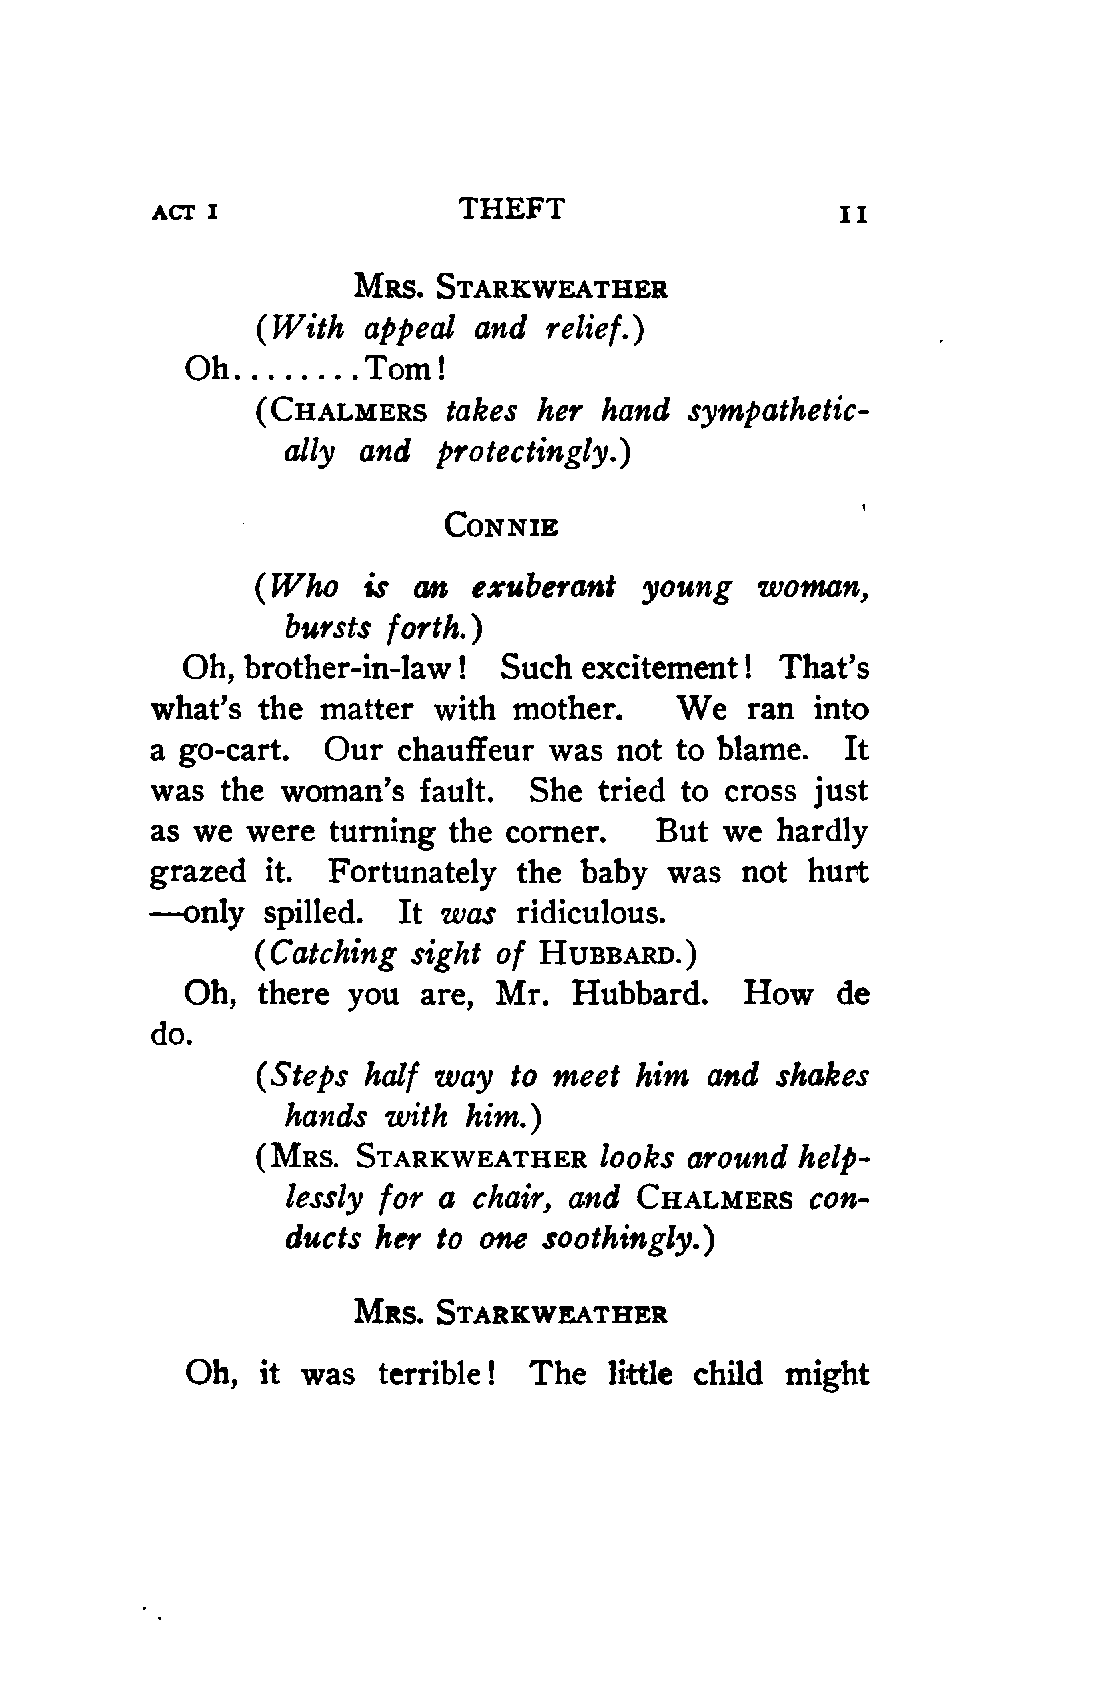 ACT I THEFT 11
MRS. STARKWEATHER
(With appeal and relief.)
Oh........Tom!
(CHALMERS takes her hand sympathetic-
ally and protectingly.)
CONNIE
(Who is an exuberant young woman,
bursts forth.)
Oh, brother-in-law! Such excitement! That's
what's the matter with mother. We ran into
a go-cart. Our chauffeur was not to blame. It
was the woman's fault. She tried to cross just
as we were turning the corner. But we hardly
grazed it. Fortunately the baby was not hurt
—only spilled. It was ridiculous.
(Catching sight of HUBBARD.)
Oh, there you are, Mr. Hubbard. How de
do.
(Steps half way to meet him and shakes
hands with him.)
(MRS. STARKWEATHER looks around help-
lessly for a chair, and CHALMERS con-
ducts her to one soothingly.)
MRS. STARKWEATHER
Oh, it was terrible! The little child might